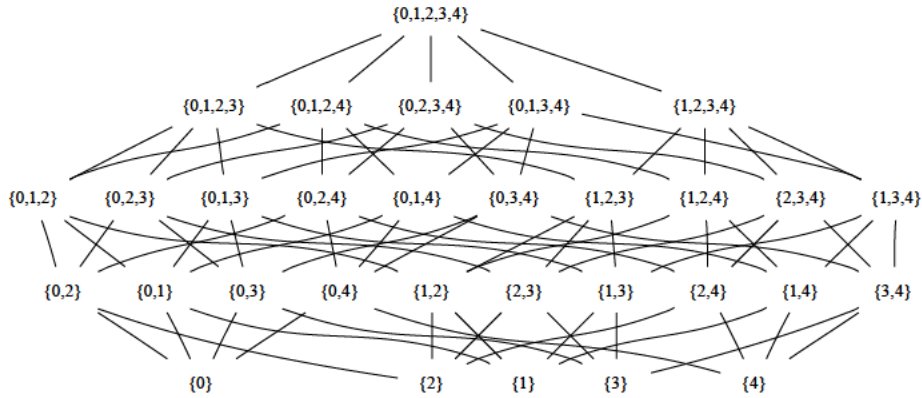 {0,1,2,3,4}
{0,1,2,3} {0,1,2,4} {0,2,3,4} {0,1,3,4} {1,2,3,4}
{0,1,2} {0,2,3} {0,1,3} {0,2,4} {0,1,4} {0,3,4} {1,2,3} {1,2,4} {2,3,4} {1,3,4}
{0,2} {0,1} {0,3} {0,4} {1,2} {2,3} {1,3} {2,4} {1,4} {3,4}
{0} {2} {1} {3} {4}